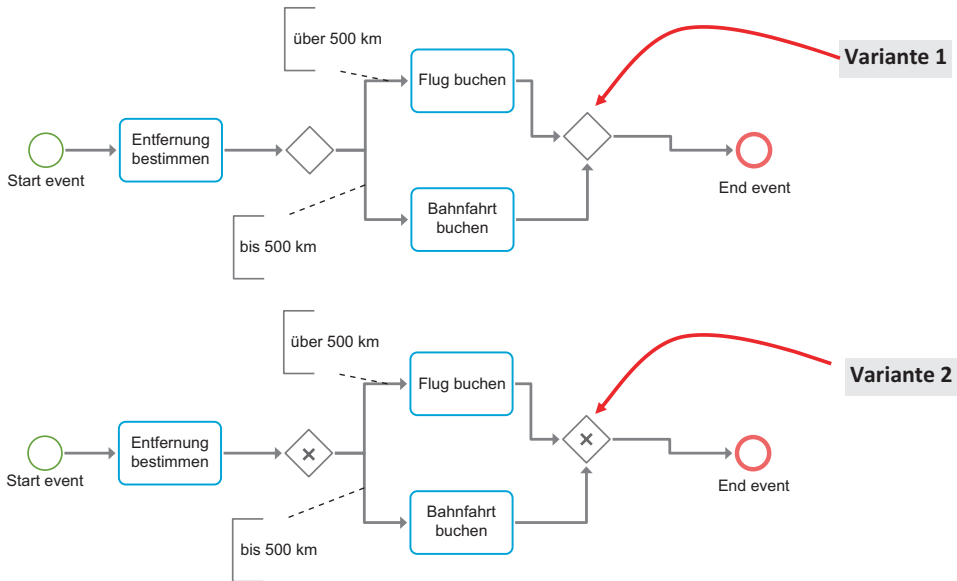 über 500 km
Flug buchen
Variante 1
Entfernung
bestimmen
Start event
End event
Bahnfahrt
buchen
bis 500 km
über 500 km
Flug buchen
Variante 2
Entfernung
bestimmen
Start event
End event
Bahnfahrt
buchen
bis 500 km